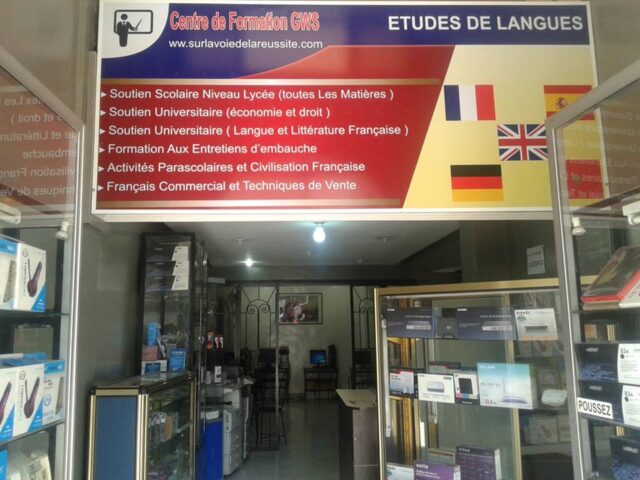 Centre de Formation GWS
www.surlavoiedelareussite.com
ETUDES DE LANGUES
Soutien Scolaire Niveau Lycée (toutes Les Matières )
Soutien Universitaire (économie et droit )
Soutien Universitaire ( Langue et Littérature Française )
Formation Aux Entretiens d'embauche
Activités Parascolaires et Civilisation Française
Français Commercial et Techniques de Vente
POUSSEZ